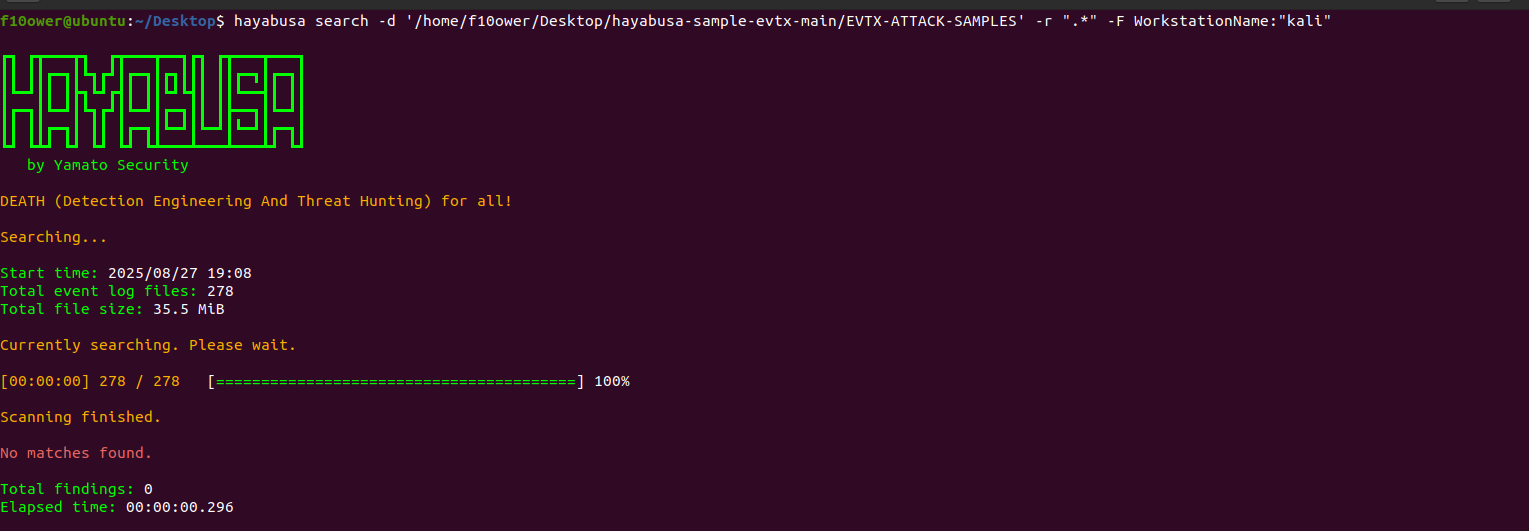 f10ower@ubuntu:~/Desktop$ hayabusa search -d '/home/f10ower/Desktop/hayabusa-sample-evtx-main/EVTX-ATTACK-SAMPLES' -r ".*" -F WorkstationName:"kali"
HAYABUSA
by Yamato Security
DEATH (Detection Engineering And Threat Hunting) for all!
Searching...
Start time: 2025/08/27 19:08
Total event log files: 278
Total file size: 35.5 MiB
Currently searching. Please wait.
[00:00:00] 278 / 278   [========================================] 100%
Scanning finished.
No matches found.
Total findings: 0
Elapsed time: 00:00:00.296